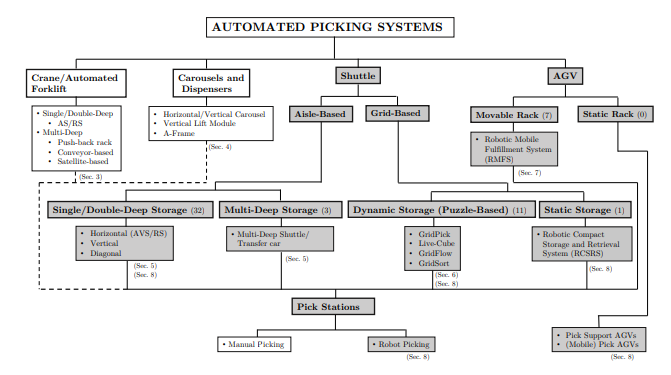 AUTOMATED PICKING SYSTEMS
Crane/Automated
Forklift
Carousels and
Dispensers
Shuttle
AGV
• Single/Double-Deep
• AS/RS
• Multi-Deep
• Push-back rack
• Conveyor-based
• Satellite-based
(Sec. 3)
• Horizontal/Vertical Carousel
• Vertical Lift Module
• A-Frame
(Sec. 4)
Aisle-Based
Grid-Based
Movable Rack (7)
Static Rack (0)
• Robotic Mobile
Fulfillment System
(RMFS)
(Sec. 7)
Single/Double-Deep Storage (32)
Multi-Deep Storage (3)
Dynamic Storage (Puzzle-Based) (11)
Static Storage (1)
• Horizontal (AVS/RS)
• Vertical
• Diagonal
(Sec. 5)
(Sec. 8)
• Multi-Deep Shuttle/
Transfer car
(Sec. 5)
• GridPick
• Live-Cube
• GridFlow
• GridSort
(Sec. 6)
(Sec. 8)
• Robotic Compact
Storage and Retrieval
System (RCSRS)
(Sec. 8)
Pick Stations
• Manual Picking
• Robot Picking
(Sec. 8)
• Pick Support AGVs
• (Mobile) Pick AGVs
(Sec. 8)